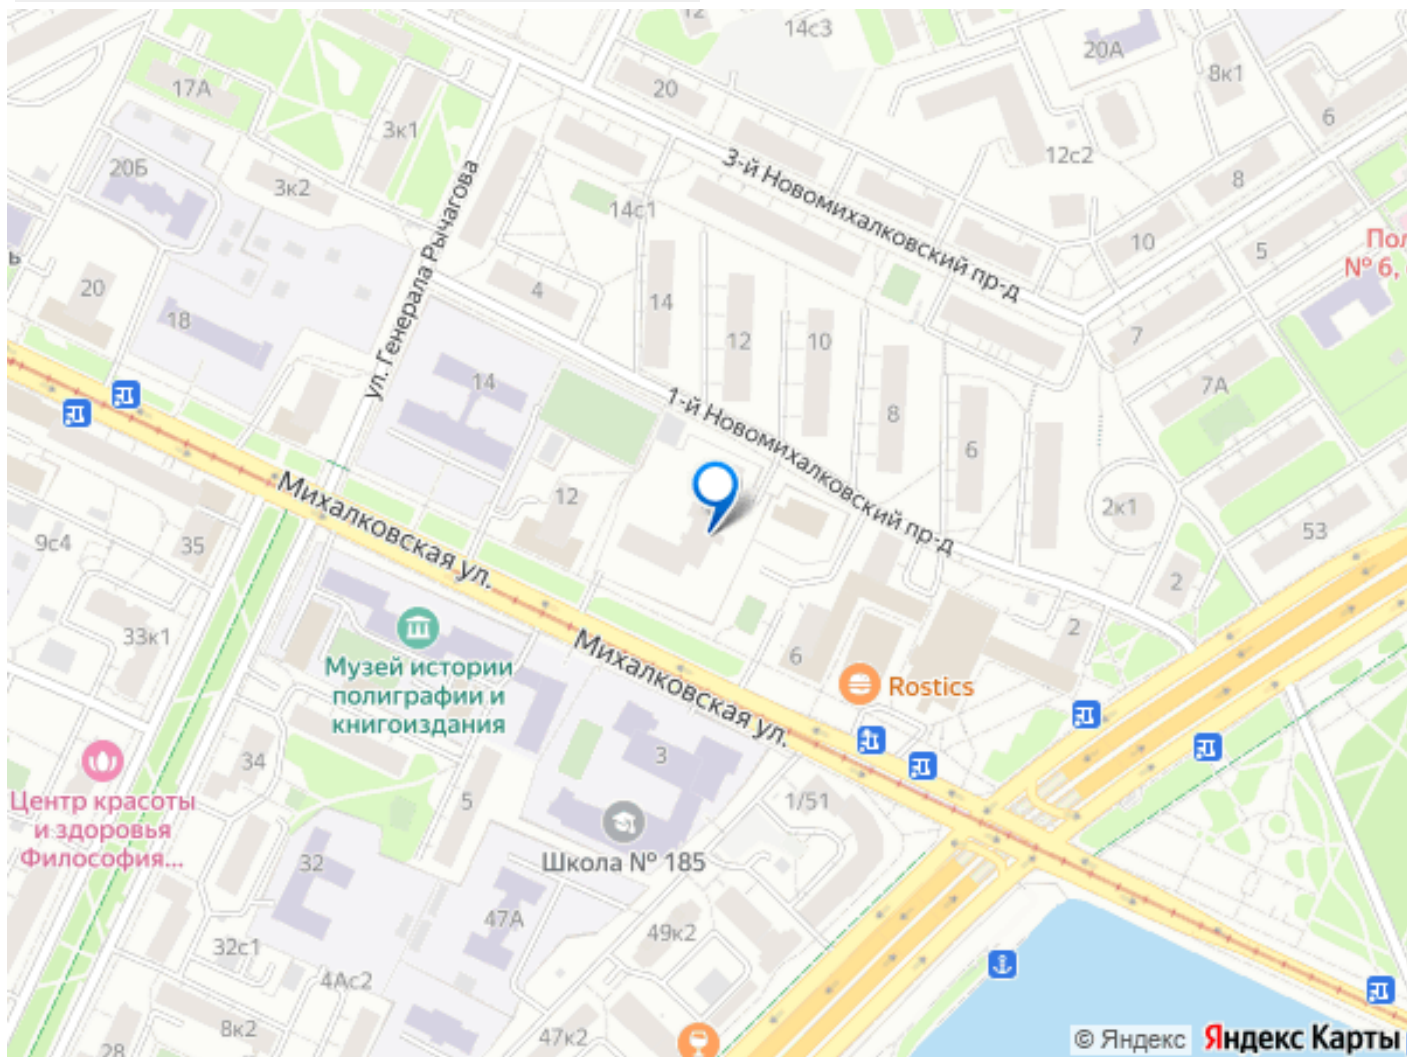 12
14с3
20А
8к1
17А
20
6
3к1
12с2
3-й Новомихалковский пр-д
20Б
3к2
8
14с1
ул. Генерала Рычагова
10
5
Пол
№ 6,
ь
20
4
14
18
12
10
7
14
7А
1-й Новомихалковский пр-д
8
6
Михалковская ул.
12
2к1
53
9с4
35
2
33к1
2
Музей истории
полиграфии и
книгоиздания
Михалковская ул.
6
Rostics
34
3
Центр красоты
и здоровья
Философия...
5
1/51
Школа № 185
32
47А
49к2
32с1
4Ас2
8к2
47к2
28
© Яндекс Яндекс Карты